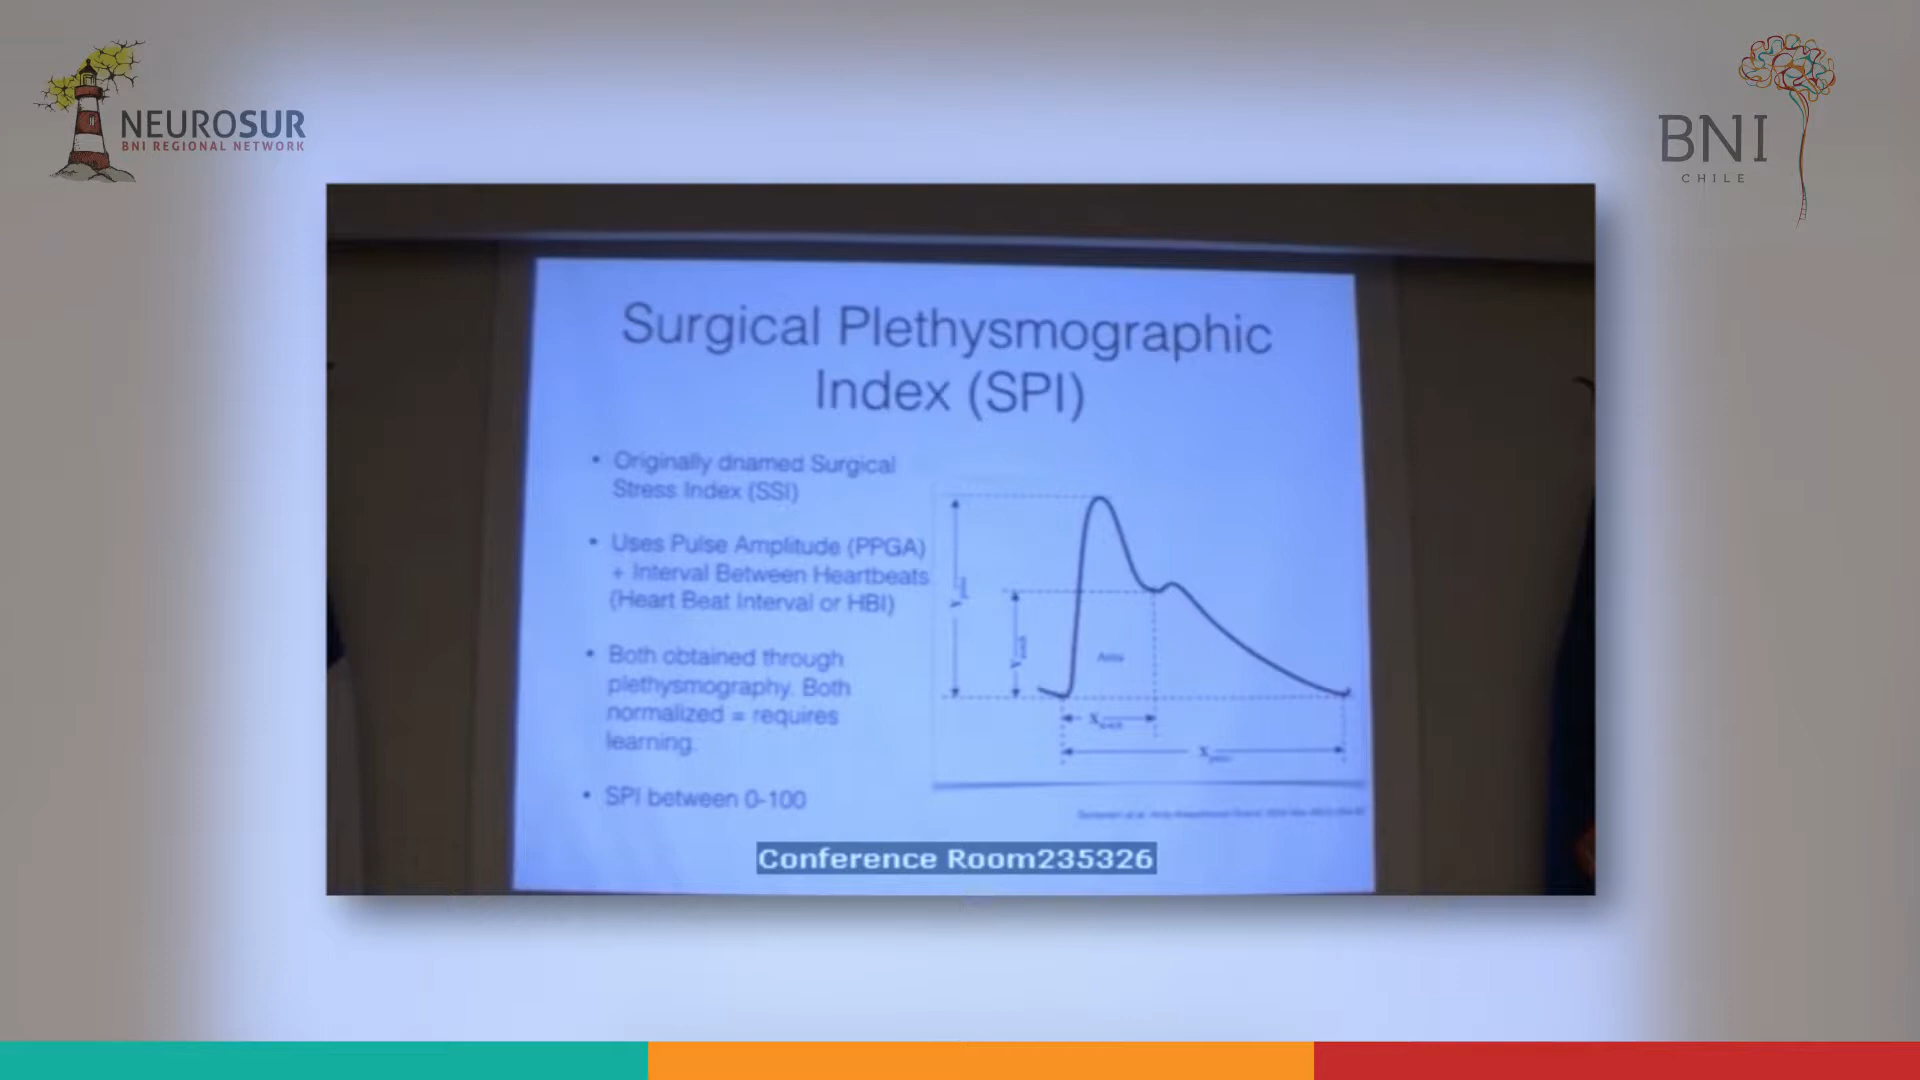 NEUROSUR
BNI REGIONAL NETWORK
BNI
CHILE
Surgical Plethysmographic
Index (SPI)
• Originally dnamed Surgical
Stress Index (SSI)
• Uses Pulse Amplitude (PPGA)
+ Interval Between Heartbeats
(Heart Beat Interval or HBI)
• Both obtained through
plethysmography. Both
normalized = requires
learning.
• SPI between 0-100
Area
Conference Room235326